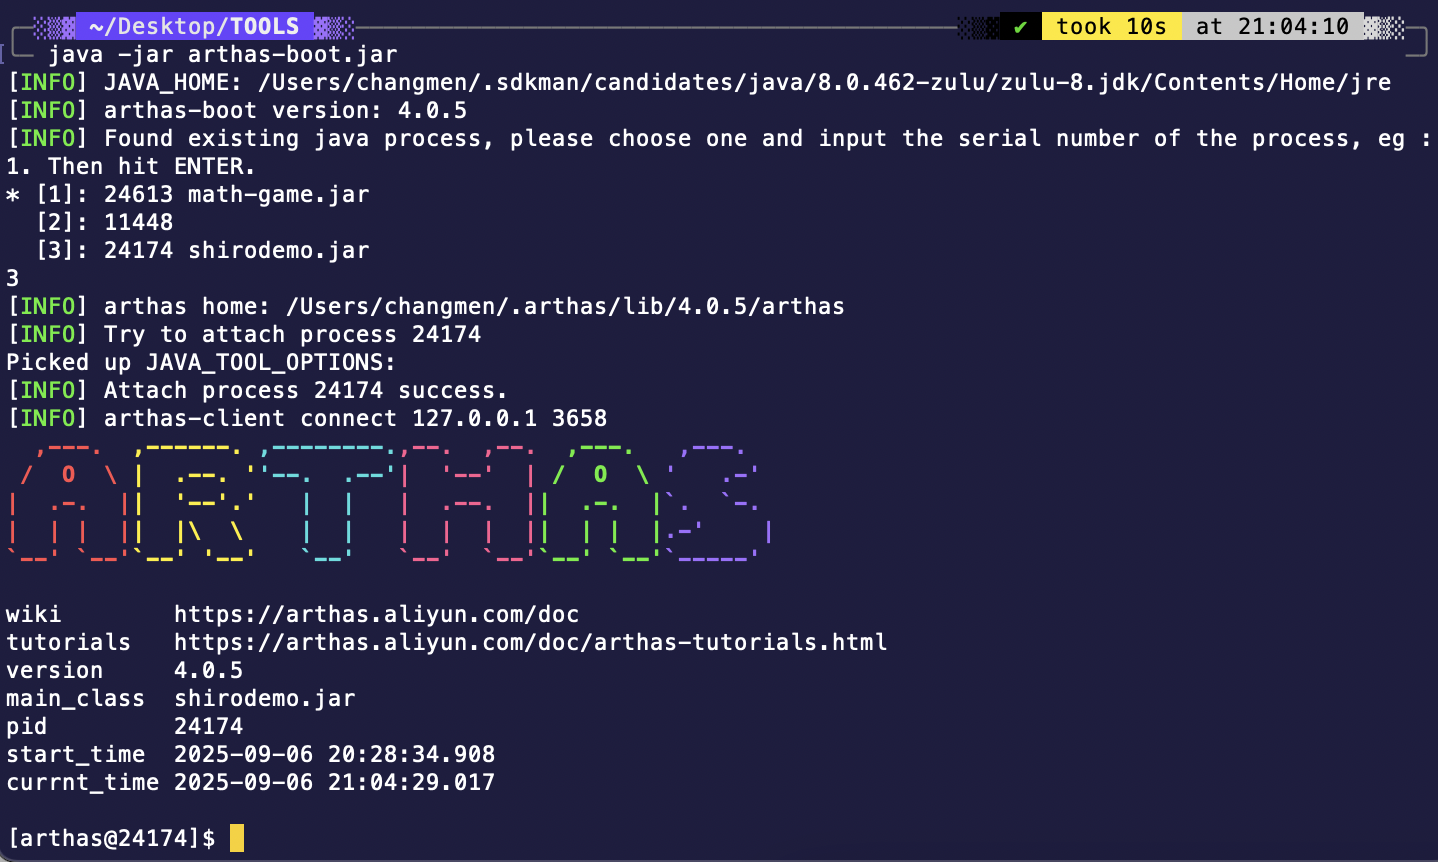 ~/Desktop/TOOLS ✔ took 10s at 21:04:10
java -jar arthas-boot.jar
[INFO] JAVA_HOME: /Users/changmen/.sdkman/candidates/java/8.0.462-zulu/zulu-8.jdk/Contents/Home/jre
[INFO] arthas-boot version: 4.0.5
[INFO] Found existing java process, please choose one and input the serial number of the process, eg :
1. Then hit ENTER.
* [1]: 24613 math-game.jar
  [2]: 11448
  [3]: 24174 shirodemo.jar
3
[INFO] arthas home: /Users/changmen/.arthas/lib/4.0.5/arthas
[INFO] Try to attach process 24174
Picked up JAVA_TOOL_OPTIONS:
[INFO] Attach process 24174 success.
[INFO] arthas-client connect 127.0.0.1 3658
ARTHAS
wiki        https://arthas.aliyun.com/doc
tutorials   https://arthas.aliyun.com/doc/arthas-tutorials.html
version     4.0.5
main_class  shirodemo.jar
pid         24174
start_time  2025-09-06 20:28:34.908
currnt_time 2025-09-06 21:04:29.017
[arthas@24174]$